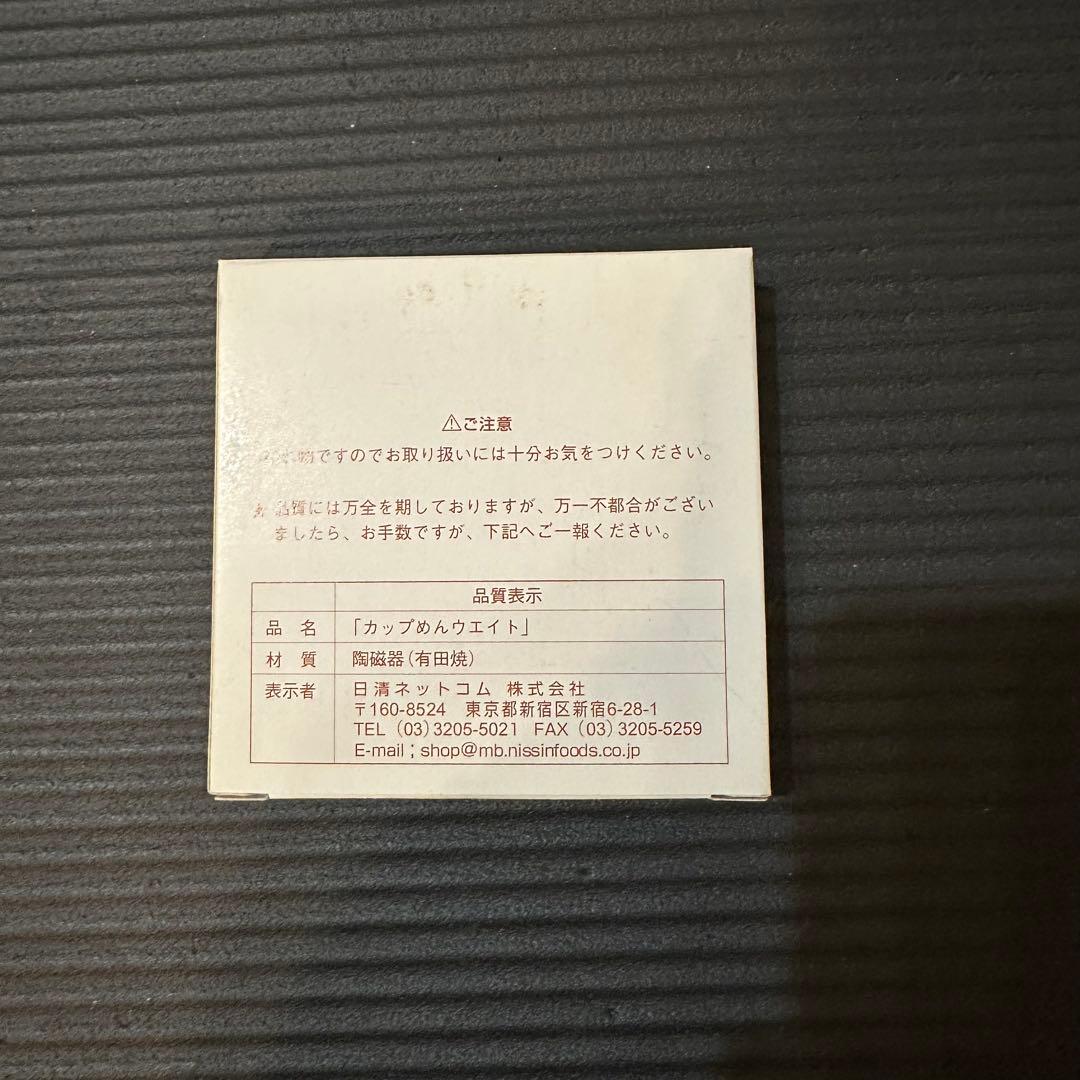 ⚠ご注意
物ですのでお取り扱いには十分お気をつけください。
品質には万全を期しておりますが、万一不都合がござい
ましたら、お手数ですが、下記へご一報ください。
品質表示
品 名 「カップめんウエイト」
材 質 陶磁器(有田焼)
表示者 日清ネットコム 株式会社
〒160-8524 東京都新宿区新宿6-28-1
TEL (03)3205-5021 FAX (03)3205-5259
E-mail;shop@mb.nissinfoods.co.jp